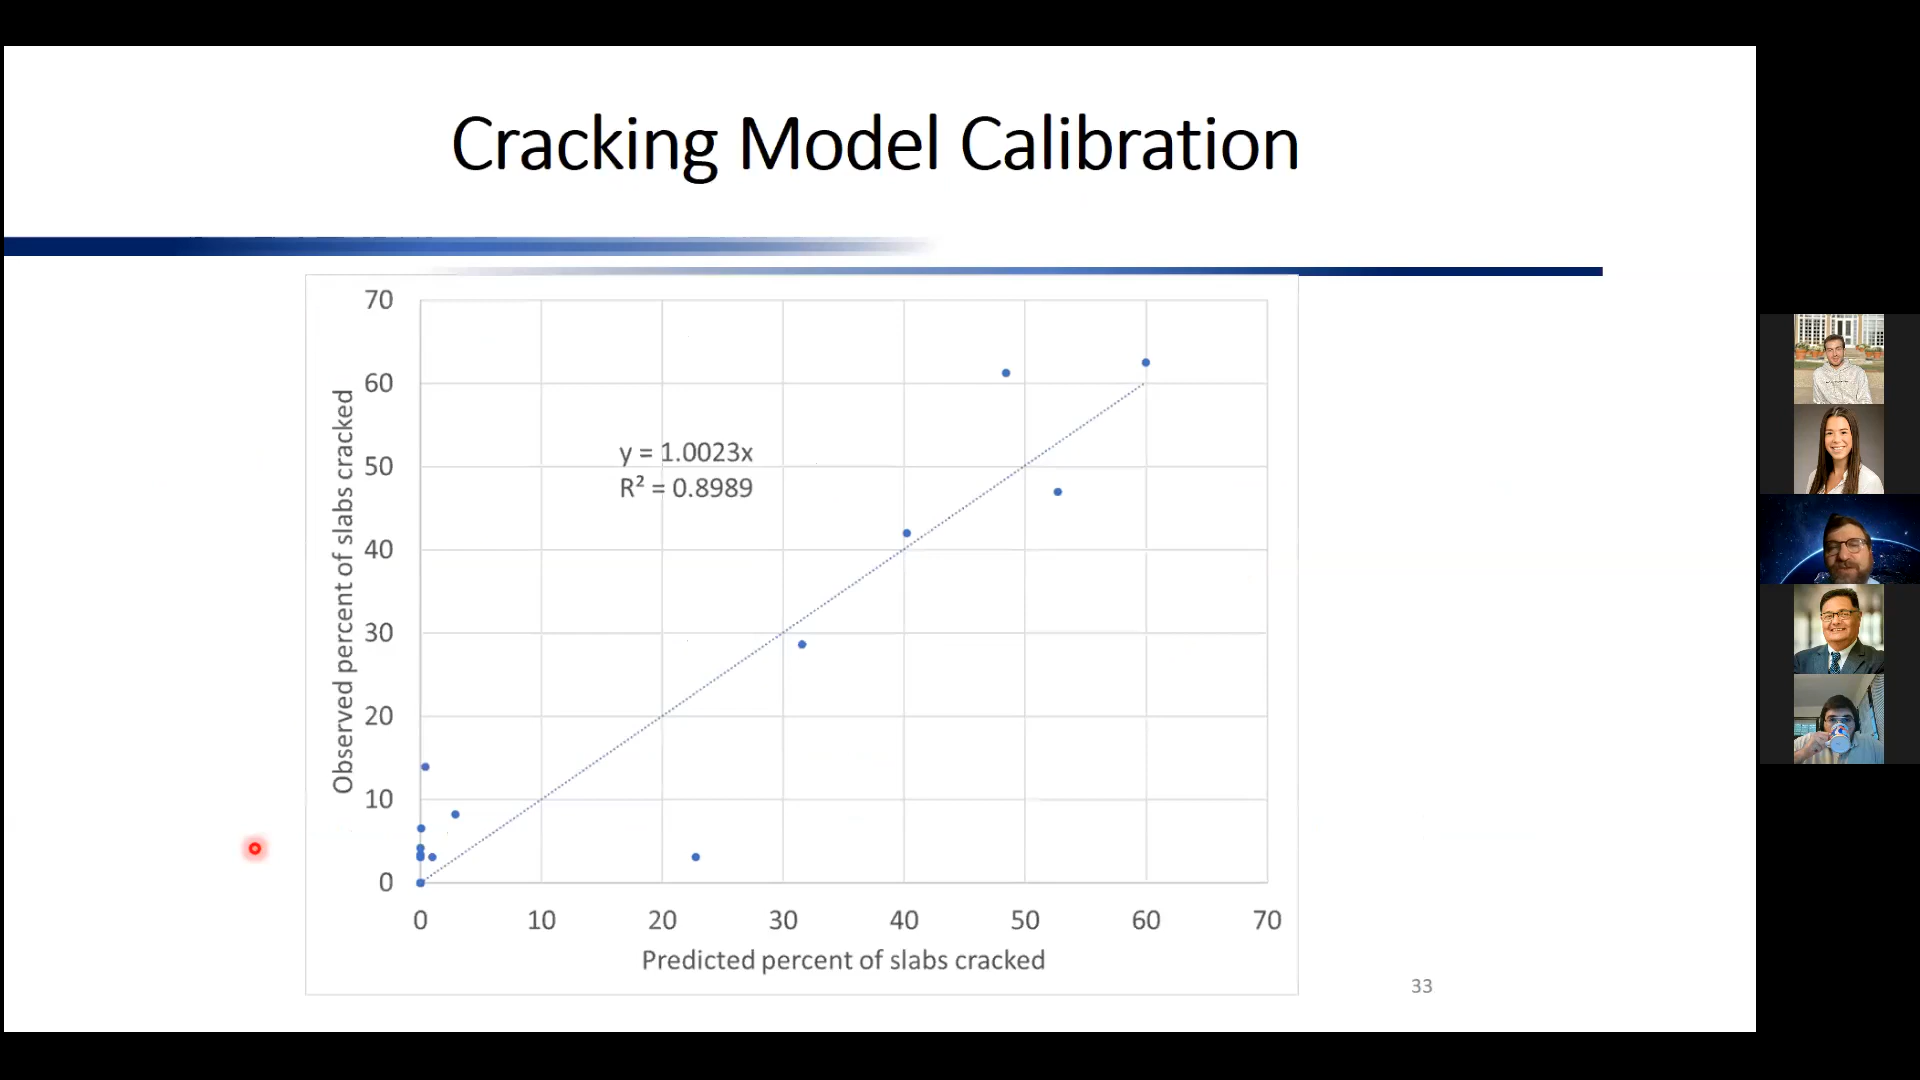 Cracking Model Calibration
70
60
50
40
30
20
10
0
Observed percent of slabs cracked
y = 1.0023x
R² = 0.8989
0 10 20 30 40 50 60 70
Predicted percent of slabs cracked
33